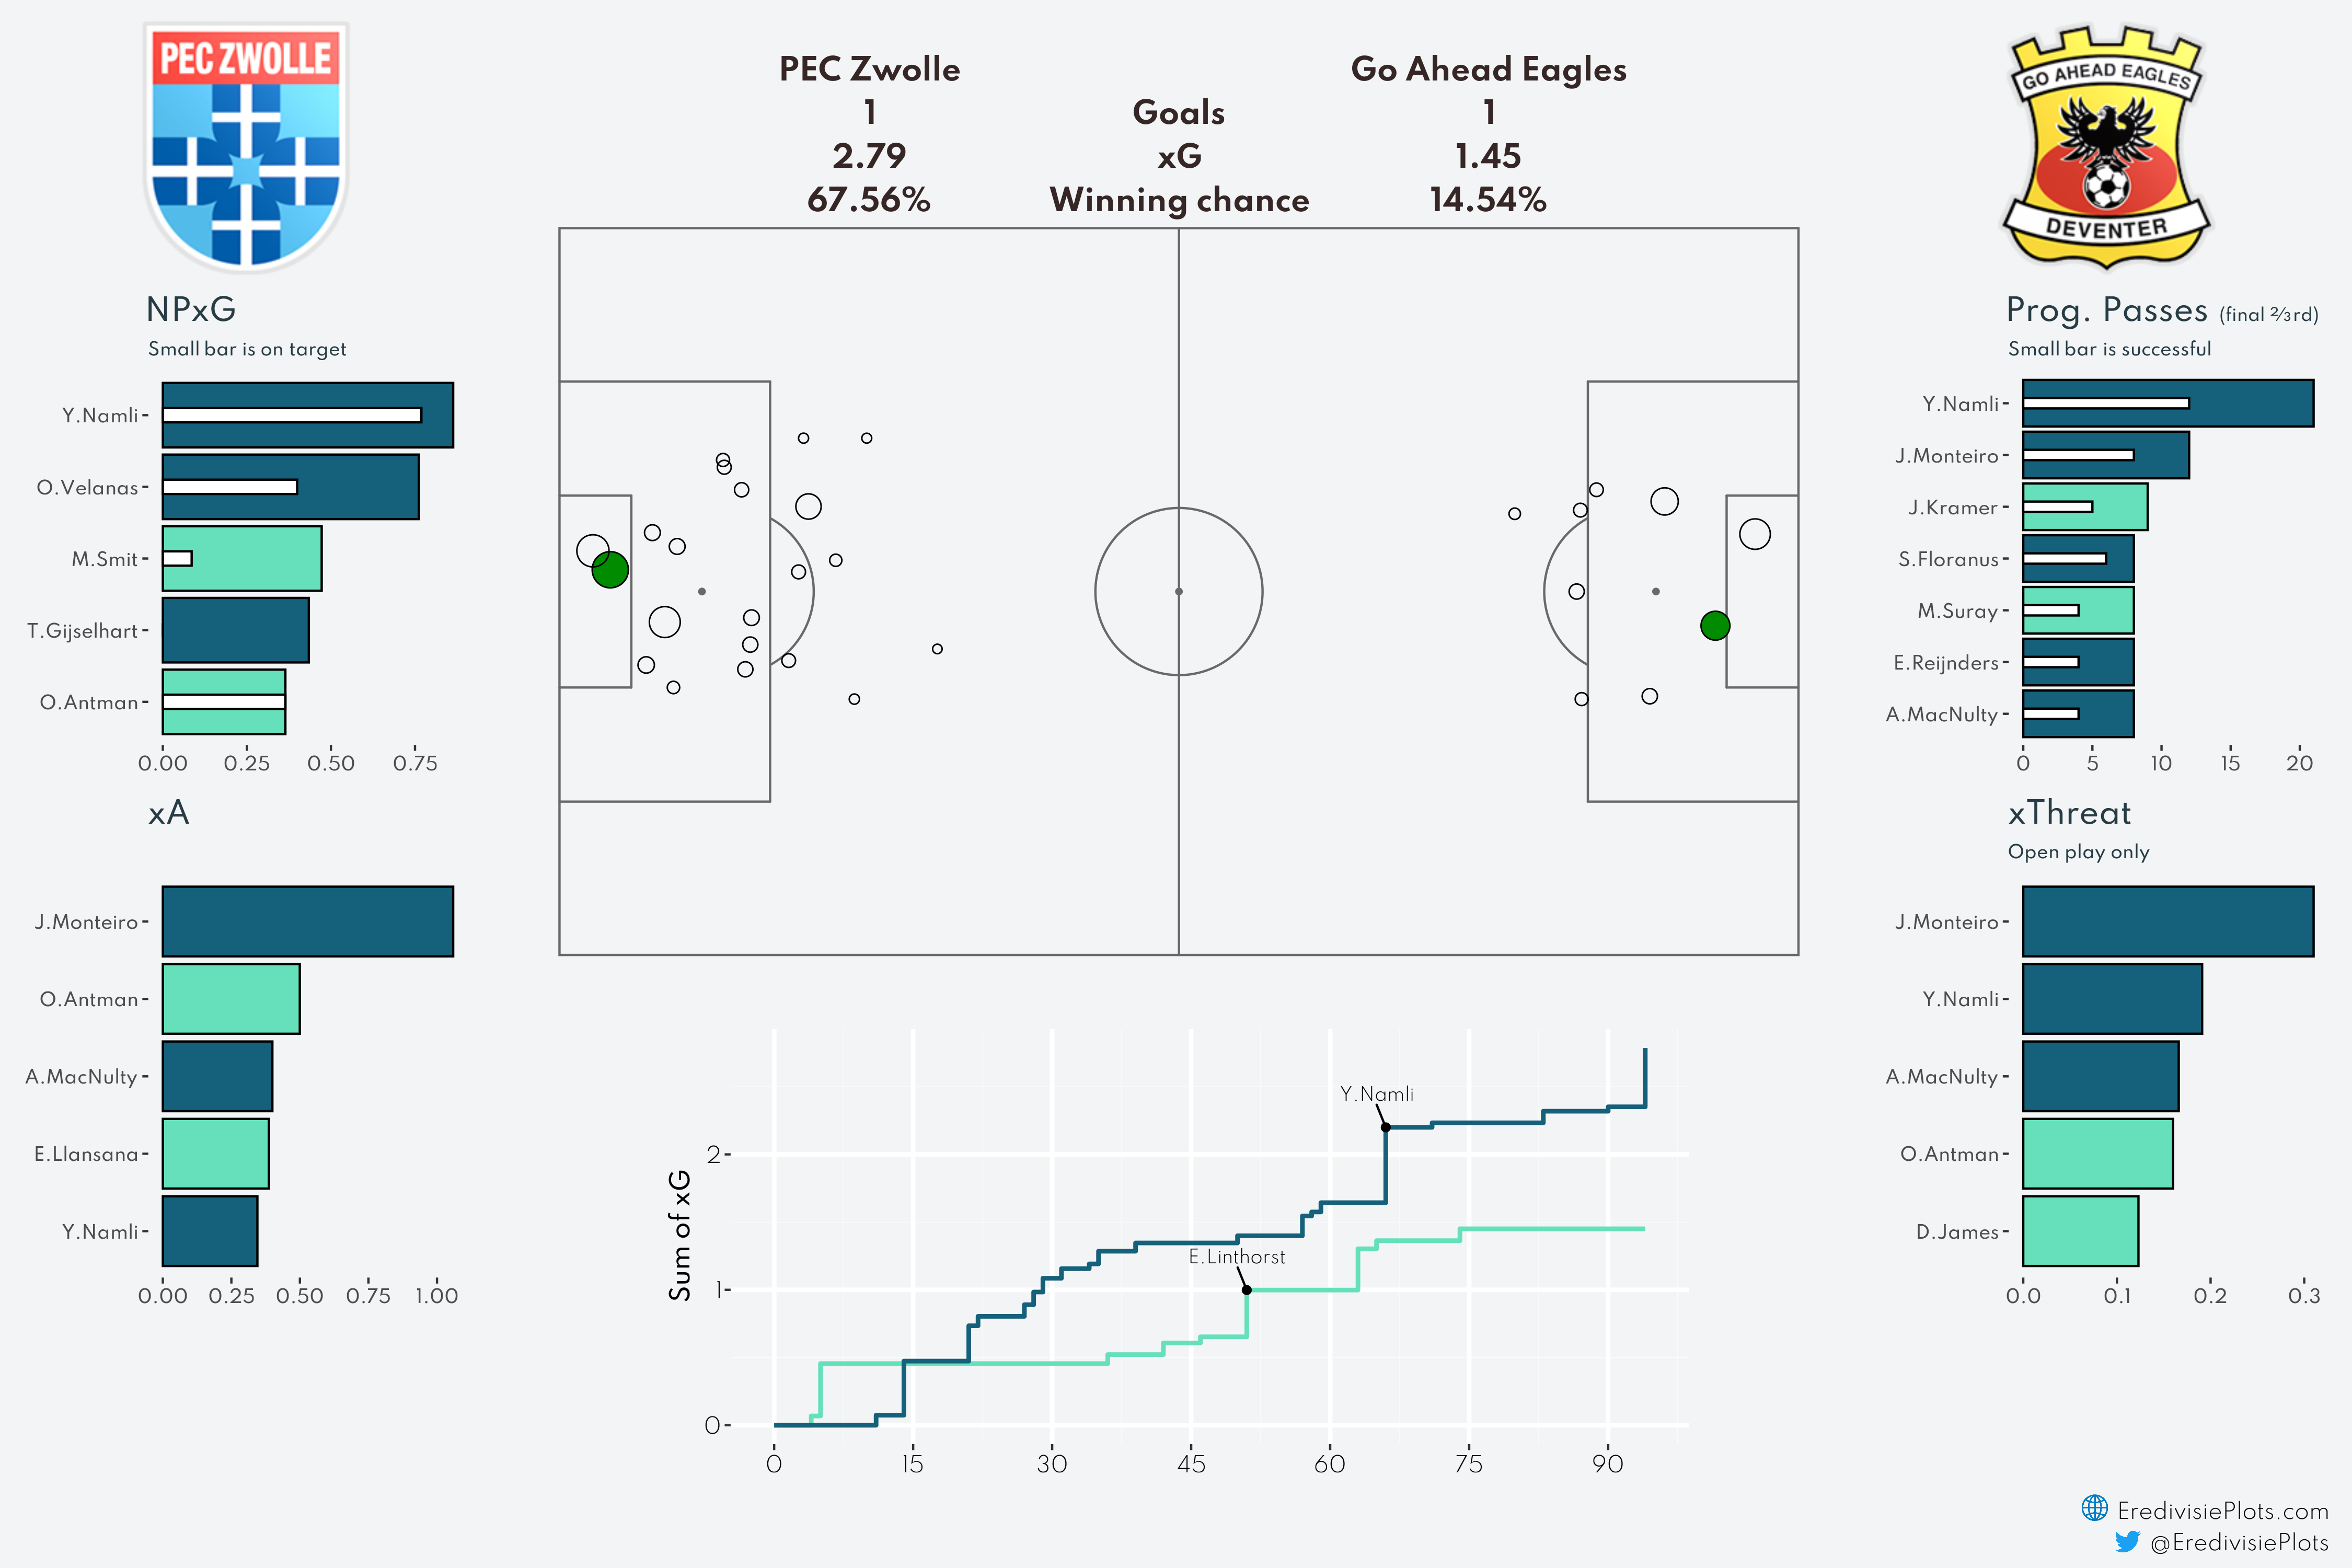 PEC ZWOLLE
PEC Zwolle
Go Ahead Eagles
1
Goals
1
2.79
xG
1.45
67.56%
Winning chance
14.54%
GO AHEAD EAGLES
DEVENTER
NPxG
Small bar is on target
Y.Namli
O.Velanas
M.Smit
T.Gijselhart
O.Antman
0.00 0.25 0.50 0.75
xA
J.Monteiro
O.Antman
A.MacNulty
E.Llansana
Y.Namli
0.00 0.25 0.50 0.75 1.00
Sum of xG
2
1
0
Y.Namli
E.Linthorst
0 15 30 45 60 75 90
Prog. Passes (final ⅔rd)
Small bar is successful
Y.Namli
J.Monteiro
J.Kramer
S.Floranus
M.Suray
E.Reijnders
A.MacNulty
0 5 10 15 20
xThreat
Open play only
J.Monteiro
Y.Namli
A.MacNulty
O.Antman
D.James
0.0 0.1 0.2 0.3
EredivisiePlots.com
@EredivisiePlots